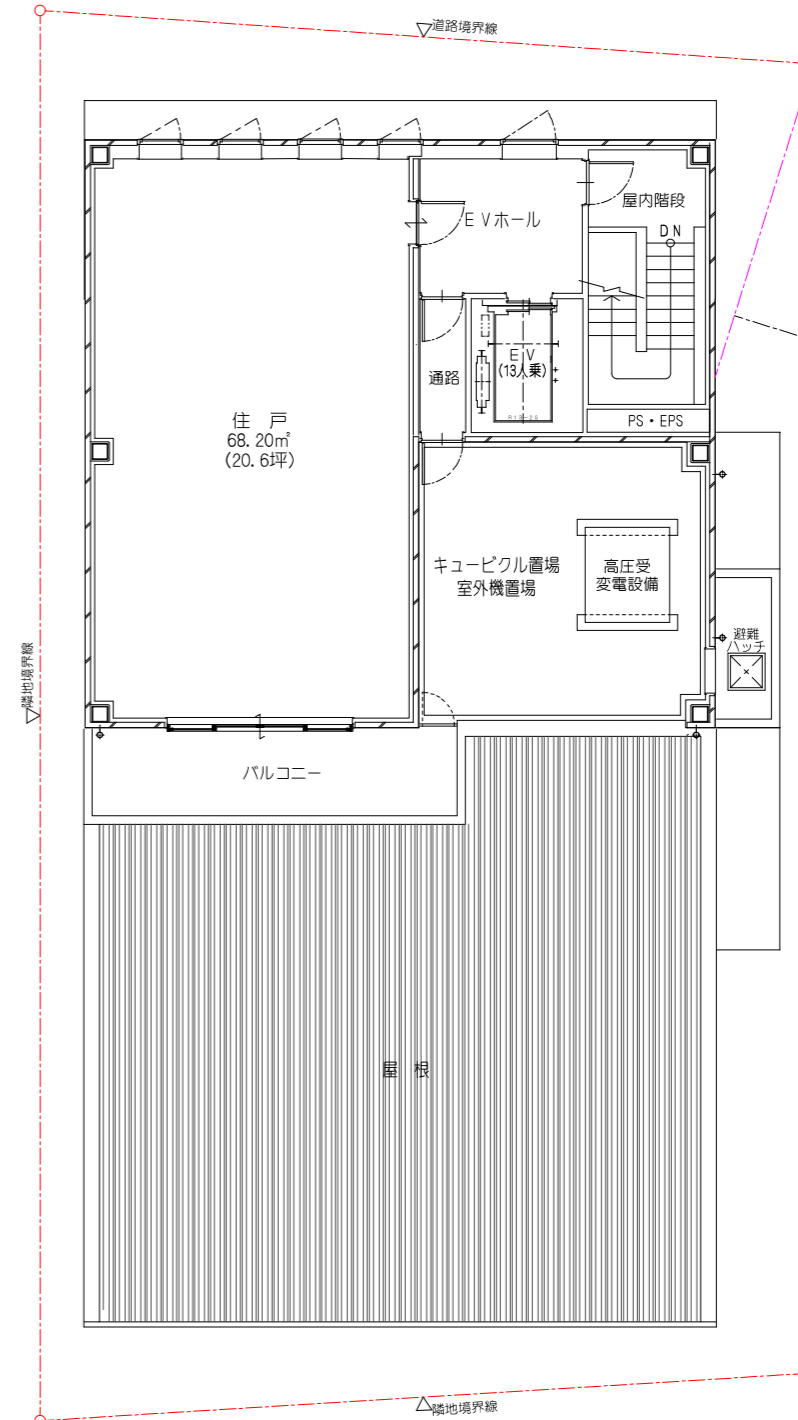 ▽道路境界線
屋内階段
ＥＶホール
DN
ＥＶ
(13人乗)
通路
住　戸
68.20㎡
(20.6坪)
PS・EPS
キュービクル置場
室外機置場
高圧受
変電設備
避難
ハッチ
▽隣地境界線
バルコニー
屋　根
△隣地境界線